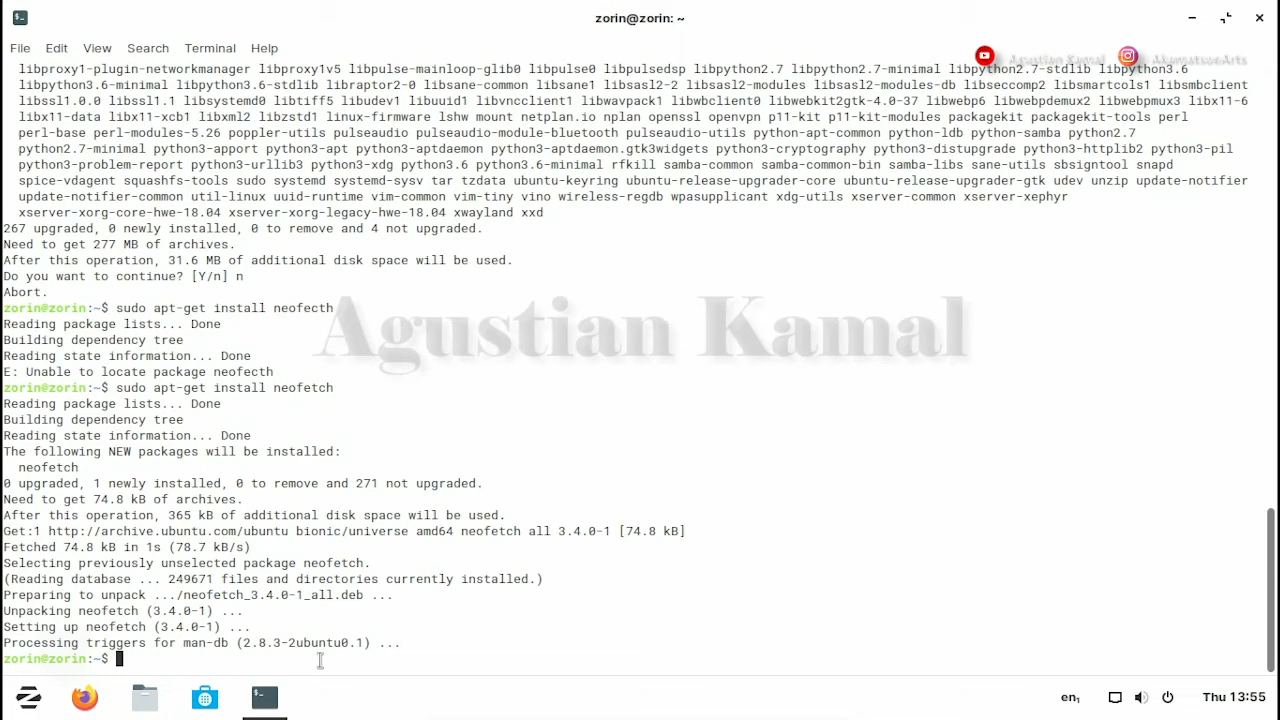 zorin@zorin: ~
File Edit View Search Terminal Help
Agustian Kamal AkamatsueArts
libproxy1-plugin-networkmanager libproxy1v5 libpulse-mainloop-glib0 libpulse0 libpulsedsp libpython2.7 libpython2.7-minimal libpython2.7-stdlib libpython3.6
libpython3.6-minimal libpython3.6-stdlib libraptor2-0 libsane-common libsane1 libsasl2-2 libsasl2-modules libsasl2-modules-db libseccomp2 libsmartcols1 libsmbclient
libssl1.0.0 libssl1.1 libsystemd0 libtiff5 libudev1 libuuid1 libvncclient1 libwavpack1 libwbclient0 libwebkit2gtk-4.0-37 libwebp6 libwebpdemux2 libwebpmux3 libx11-6
libx11-data libx11-xcb1 libxml2 libzstd1 linux-firmware lshw mount netplan.io nplan openssl openvpn p11-kit p11-kit-modules packagekit packagekit-tools perl
perl-base perl-modules-5.26 poppler-utils pulseaudio pulseaudio-module-bluetooth pulseaudio-utils python-apt-common python-ldb python-samba python2.7
python2.7-minimal python3-apport python3-apt python3-aptdaemon python3-aptdaemon.gtk3widgets python3-cryptography python3-distupgrade python3-httplib2 python3-pil
python3-problem-report python3-urllib3 python3-xdg python3.6 python3.6-minimal rfkill samba-common samba-common-bin samba-libs sane-utils sbsigntool snapd
spice-vdagent squashfs-tools sudo systemd systemd-sysv tar tzdata ubuntu-keyring ubuntu-release-upgrader-core ubuntu-release-upgrader-gtk udev unzip update-notifier
update-notifier-common util-linux uuid-runtime vim-common vim-tiny vino wireless-regdb wpasupplicant xdg-utils xserver-common xserver-xephyr
xserver-xorg-core-hwe-18.04 xserver-xorg-legacy-hwe-18.04 xwayland xxd
267 upgraded, 0 newly installed, 0 to remove and 4 not upgraded.
Need to get 277 MB of archives.
After this operation, 31.6 MB of additional disk space will be used.
Do you want to continue? [Y/n] n
Abort.
zorin@zorin:~$ sudo apt-get install neofecth
Reading package lists... Done
Agustian Kamal
Building dependency tree
Reading state information... Done
E: Unable to locate package neofecth
zorin@zorin:~$ sudo apt-get install neofetch
Reading package lists... Done
Building dependency tree
Reading state information... Done
The following NEW packages will be installed:
neofetch
0 upgraded, 1 newly installed, 0 to remove and 271 not upgraded.
Need to get 74.8 kB of archives.
After this operation, 365 kB of additional disk space will be used.
Get:1 http://archive.ubuntu.com/ubuntu bionic/universe amd64 neofetch all 3.4.0-1 [74.8 kB]
Fetched 74.8 kB in 1s (78.7 kB/s)
Selecting previously unselected package neofetch.
(Reading database ... 249671 files and directories currently installed.)
Preparing to unpack .../neofetch_3.4.0-1_all.deb ...
Unpacking neofetch (3.4.0-1) ...
Setting up neofetch (3.4.0-1) ...
Processing triggers for man-db (2.8.3-2ubuntu0.1) ...
zorin@zorin:~$
en₁ Thu 13:55